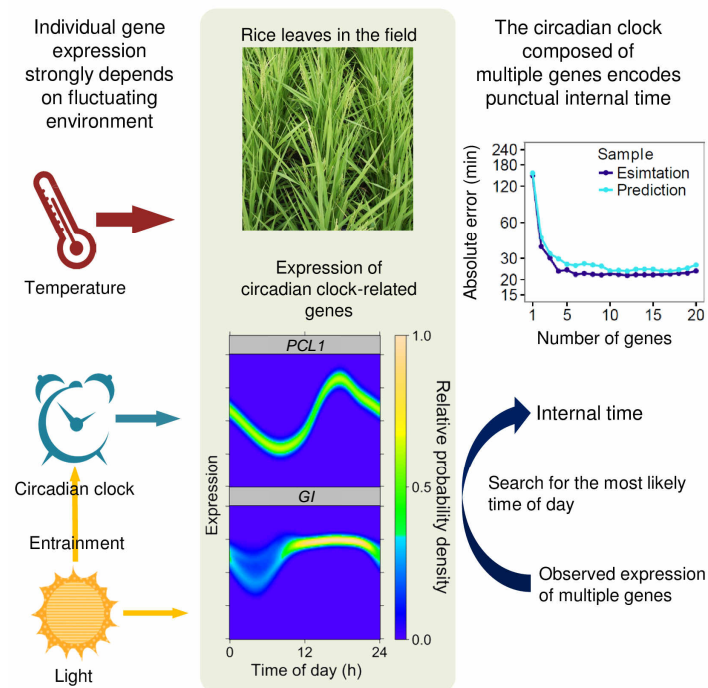 Individual gene
expression
strongly depends
on fluctuating
environment
Temperature
Circadian clock
Entrainment
Light
Rice leaves in the field
Expression of
circadian clock-related
genes
PCL1
GI
Expression
0
12
24
Time of day (h)
1.0
0.5
0.0
Relative probability density
The circadian clock
composed of
multiple genes encodes
punctual internal time
Absolute error (min)
240
180
120
60
30
20
15
Sample
Esimtation
Prediction
1
5
10
15
20
Number of genes
Internal time
Search for the most likely
time of day
Observed expression
of multiple genes